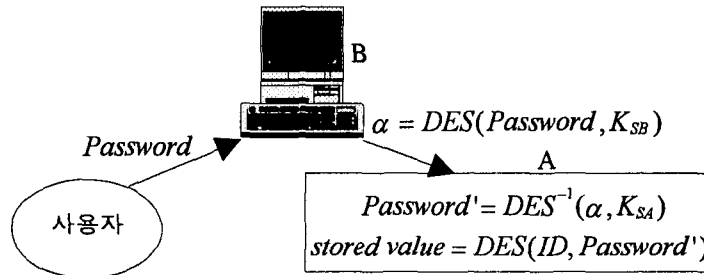 B
α = DES(Password, K_SB)
Password
A
사용자
Password' = DES⁻¹(α, K_SA)
stored value = DES(ID, Password')